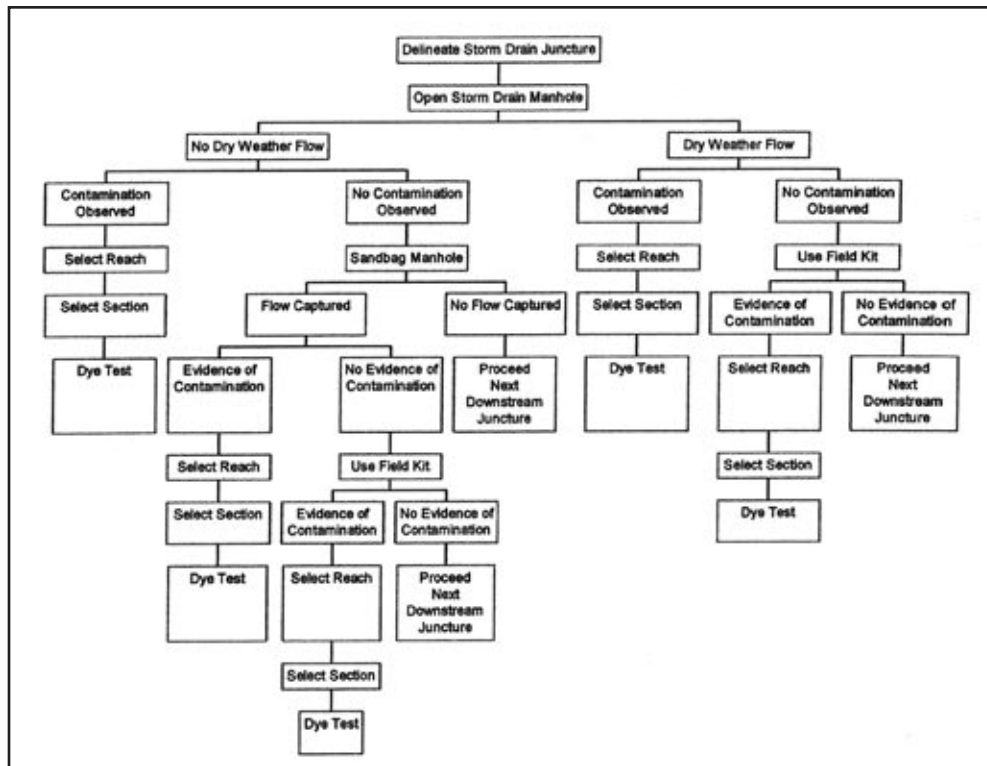 Delineate Storm Drain Juncture
Open Storm Drain Manhole
No Dry Weather Flow
Dry Weather Flow
Contamination
Observed
No Contamination
Observed
Contamination
Observed
No Contamination
Observed
Select Reach
Sandbag Manhole
Select Reach
Use Field Kit
Select Section
Flow Captured
No Flow Captured
Select Section
Evidence of
Contamination
No Evidence of
Contamination
Dye Test
Evidence of
Contamination
No Evidence of
Contamination
Proceed
Next
Downstream
Juncture
Dye Test
Select Reach
Proceed
Next
Downstream
Juncture
Select Reach
Use Field Kit
Select Section
Select Section
Evidence of
Contamination
No Evidence of
Contamination
Dye Test
Dye Test
Select Reach
Proceed
Next
Downstream
Juncture
Select Section
Dye Test